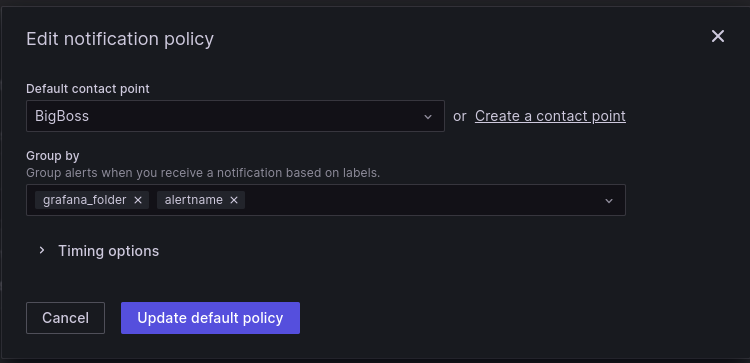 Edit notification policy
Default contact point
BigBoss or Create a contact point
Group by
Group alerts when you receive a notification based on labels.
grafana_folder alertname
Timing options
Cancel Update default policy